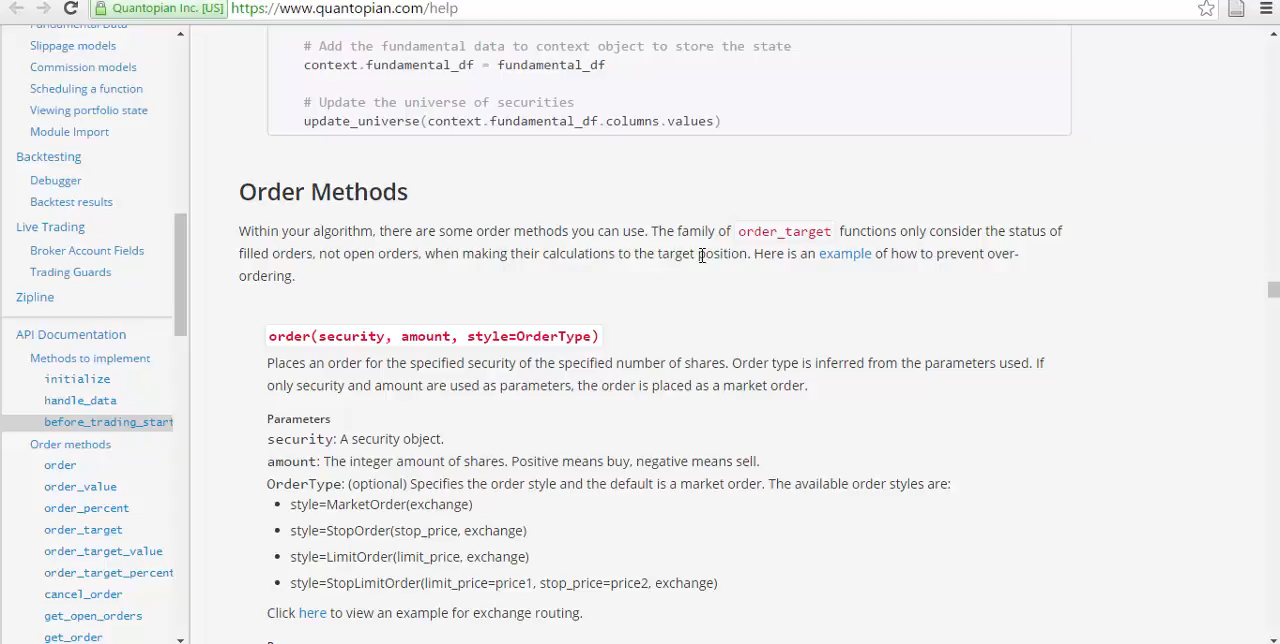 Quantopian Inc. [US]
https://www.quantopian.com/help
Slippage models
Commission models
Scheduling a function
Viewing portfolio state
Module Import
Backtesting
Debugger
Backtest results
Live Trading
Broker Account Fields
Trading Guards
Zipline
API Documentation
Methods to implement
initialize
handle_data
before_trading_start
Order methods
order
order_value
order_percent
order_target
order_target_value
order_target_percent
cancel_order
get_open_orders
get_order
# Add the fundamental data to context object to store the state
context.fundamental_df = fundamental_df
# Update the universe of securities
update_universe(context.fundamental_df.columns.values)
Order Methods
Within your algorithm, there are some order methods you can use. The family of order_target functions only consider the status of
filled orders, not open orders, when making their calculations to the target position. Here is an example of how to prevent over-
ordering.
order(security, amount, style=OrderType)
Places an order for the specified security of the specified number of shares. Order type is inferred from the parameters used. If
only security and amount are used as parameters, the order is placed as a market order.
Parameters
security: A security object.
amount: The integer amount of shares. Positive means buy, negative means sell.
OrderType: (optional) Specifies the order style and the default is a market order. The available order styles are:
• style=MarketOrder(exchange)
• style=StopOrder(stop_price, exchange)
• style=LimitOrder(limit_price, exchange)
• style=StopLimitOrder(limit_price=price1, stop_price=price2, exchange)
Click here to view an example for exchange routing.